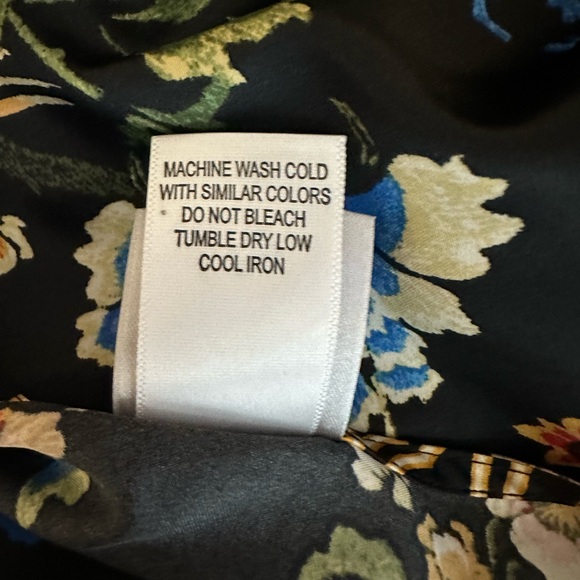 MACHINE WASH COLD
WITH SIMILAR COLORS
DO NOT BLEACH
TUMBLE DRY LOW
COOL IRON